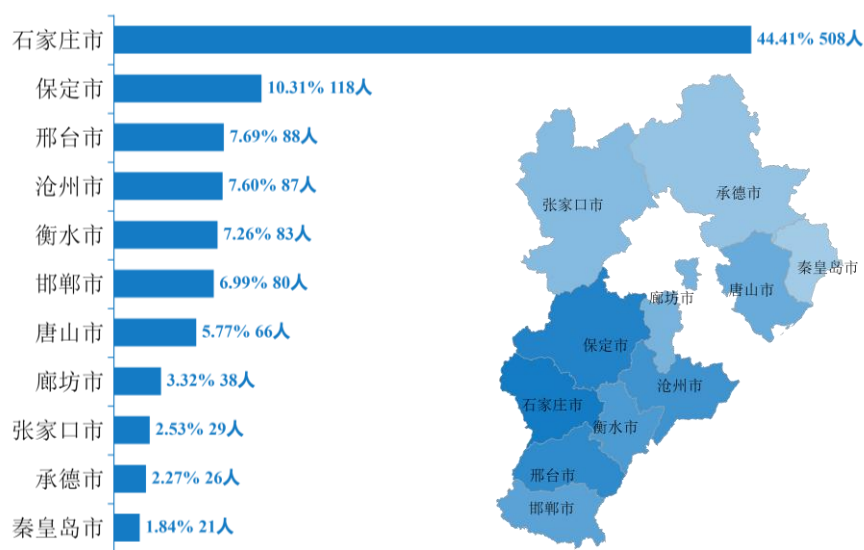 石家庄市 44.41% 508人
保定市 10.31% 118人
邢台市 7.69% 88人
沧州市 7.60% 87人
衡水市 7.26% 83人
邯郸市 6.99% 80人
唐山市 5.77% 66人
廊坊市 3.32% 38人
张家口市 2.53% 29人
承德市 2.27% 26人
秦皇岛市 1.84% 21人
承德市
张家口市
秦皇岛市
唐山市
廊坊市
保定市
沧州市
石家庄市
衡水市
邢台市
邯郸市